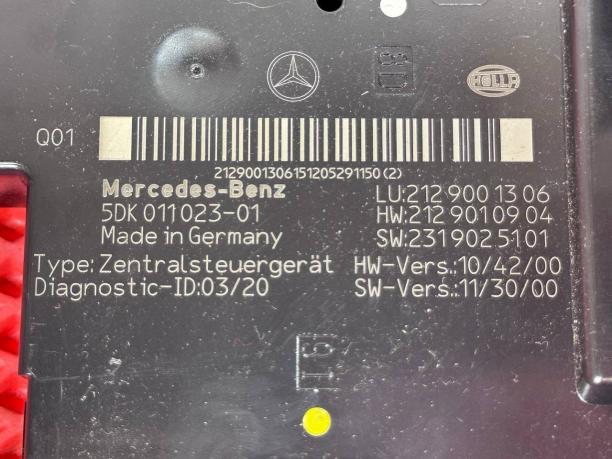 HELLA
Q01
2129001306151205291150(2)
Mercedes-Benz
LU:212 900 13 06
5DK 011 023-01
HW:212 901 09 04
Made in Germany
SW:231 902 51 01
Type: Zentralsteuergerät HW-Vers.:10/42/00
Diagnostic-ID:03/20 SW-Vers.:11/30/00